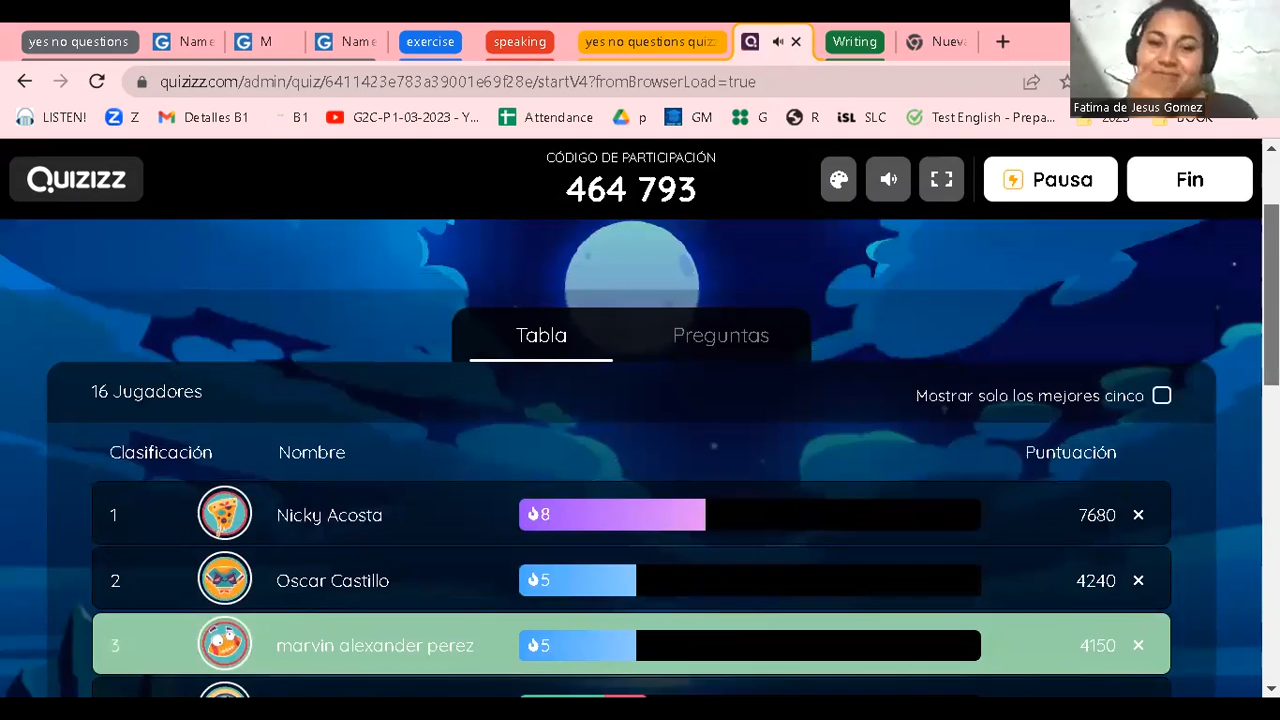 yes no questions
Name
M
Name
exercise
speaking
yes no questions quiz
Writing
Nueva
quizizz.com/admin/quiz/6411423e783a39001e69f28e/startV4?fromBrowserLoad=true
Fatima de Jesus Gomez
LISTEN!
Z
Detalles B1
B1
G2C-P1-03-2023 - Y...
Attendance
p
GM
G
R
SLC
Test English - Prepa...
2023
BOOK
Quizizz
CÓDIGO DE PARTICIPACIÓN
464 793
Pausa
Fin
Tabla
Preguntas
16 Jugadores
Mostrar solo los mejores cinco
Clasificación
Nombre
Puntuación
1
Nicky Acosta
8
7680
2
Oscar Castillo
5
4240
3
marvin alexander perez
5
4150